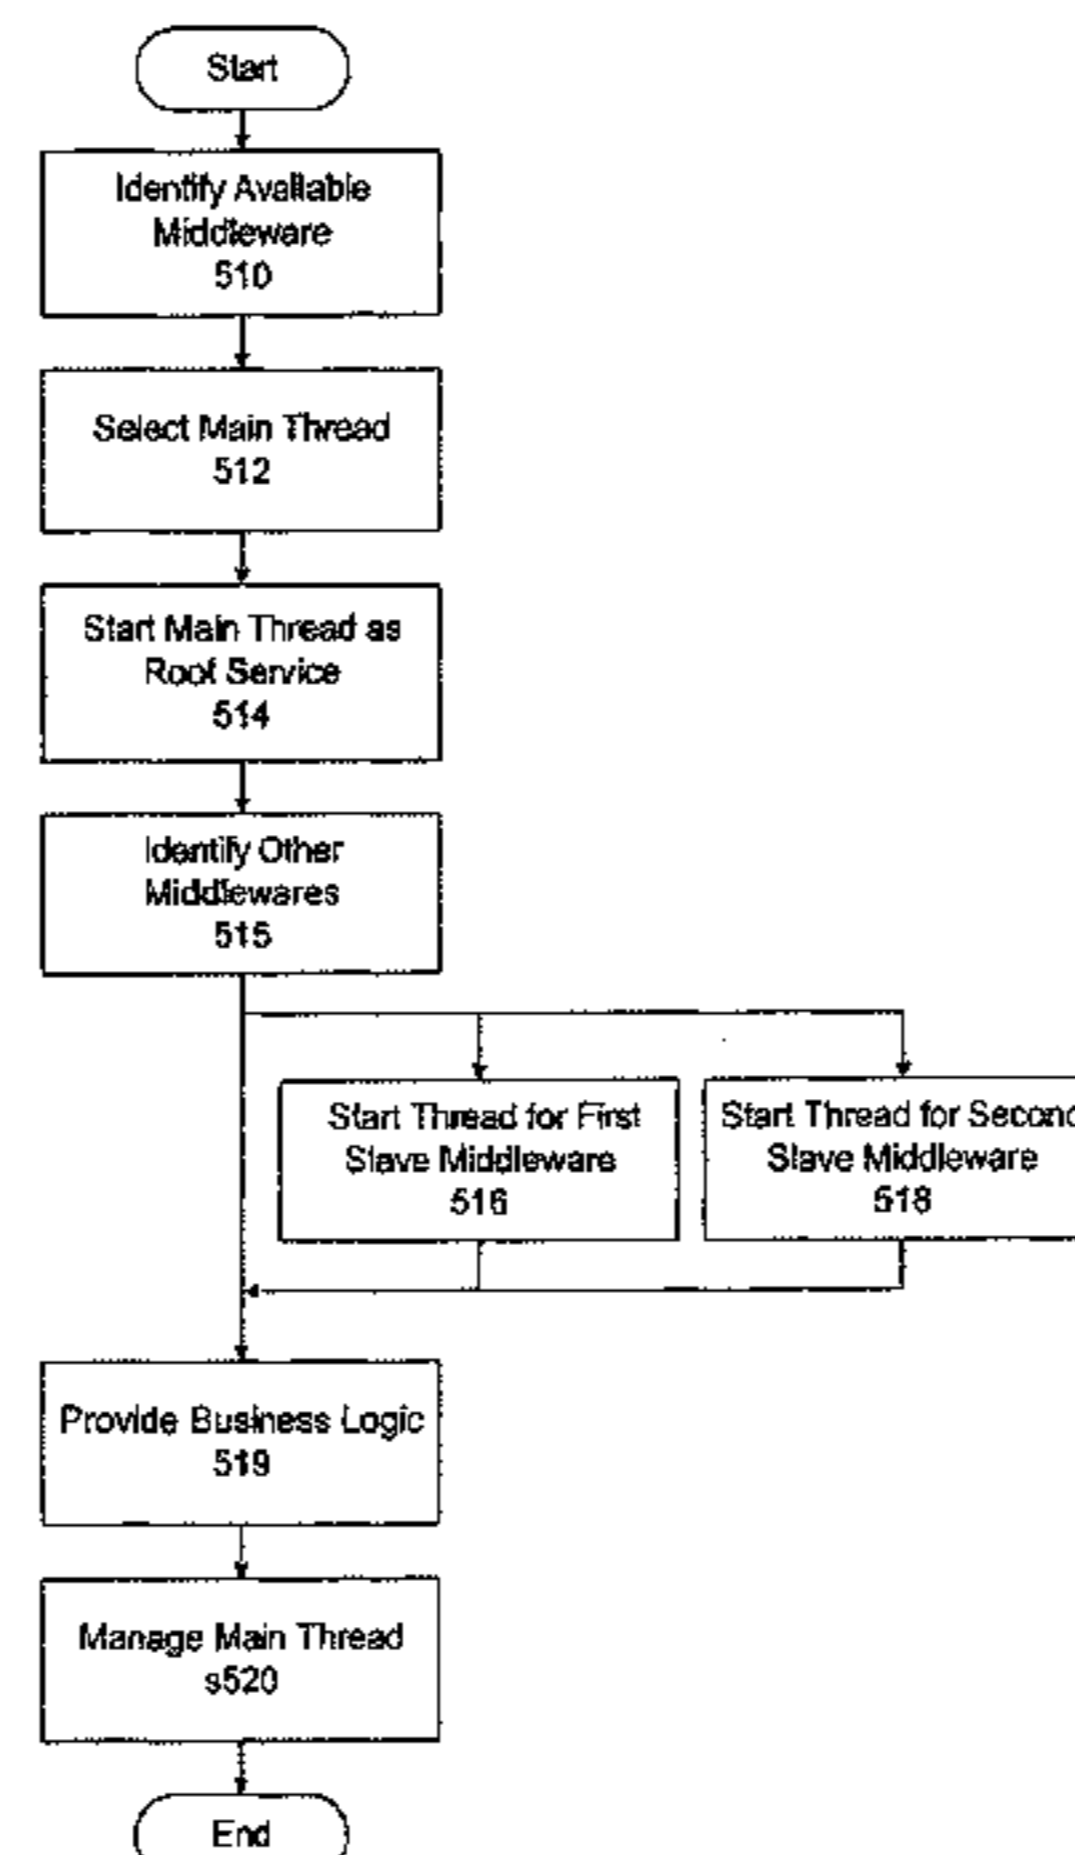 Start
Identify Available
Middleware
510
Select Main Thread
512
Start Main Thread as
Root Service
514
Identify Other
Middlewares
515
Start Thread for First
Slave Middleware
516
Start Thread for Second
Slave Middleware
518
Provide Business Logic
519
Manage Main Thread
s520
End